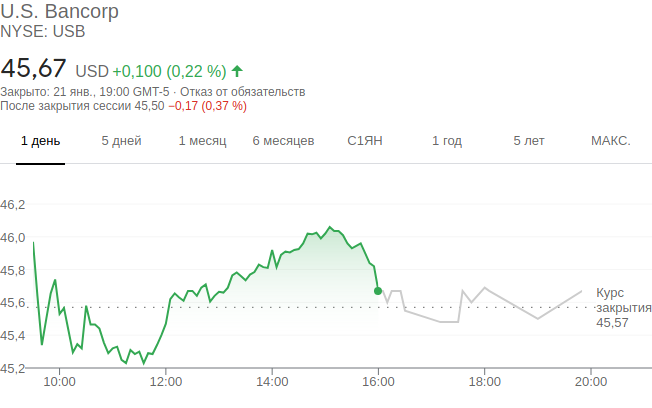 U.S. Bancorp
NYSE: USB
45,67 USD +0,100 (0,22 %)
Закрыто: 21 янв., 19:00 GMT-5 · Отказ от обязательств
После закрытия сессии 45,50 −0,17 (0,37 %)
1 день 5 дней 1 месяц 6 месяцев С1ЯН 1 год 5 лет МАКС.
46,2
46,0
45,8
45,6
45,4
45,2
Курс
закрытия
45,57
10:00 12:00 14:00 16:00 18:00 20:00